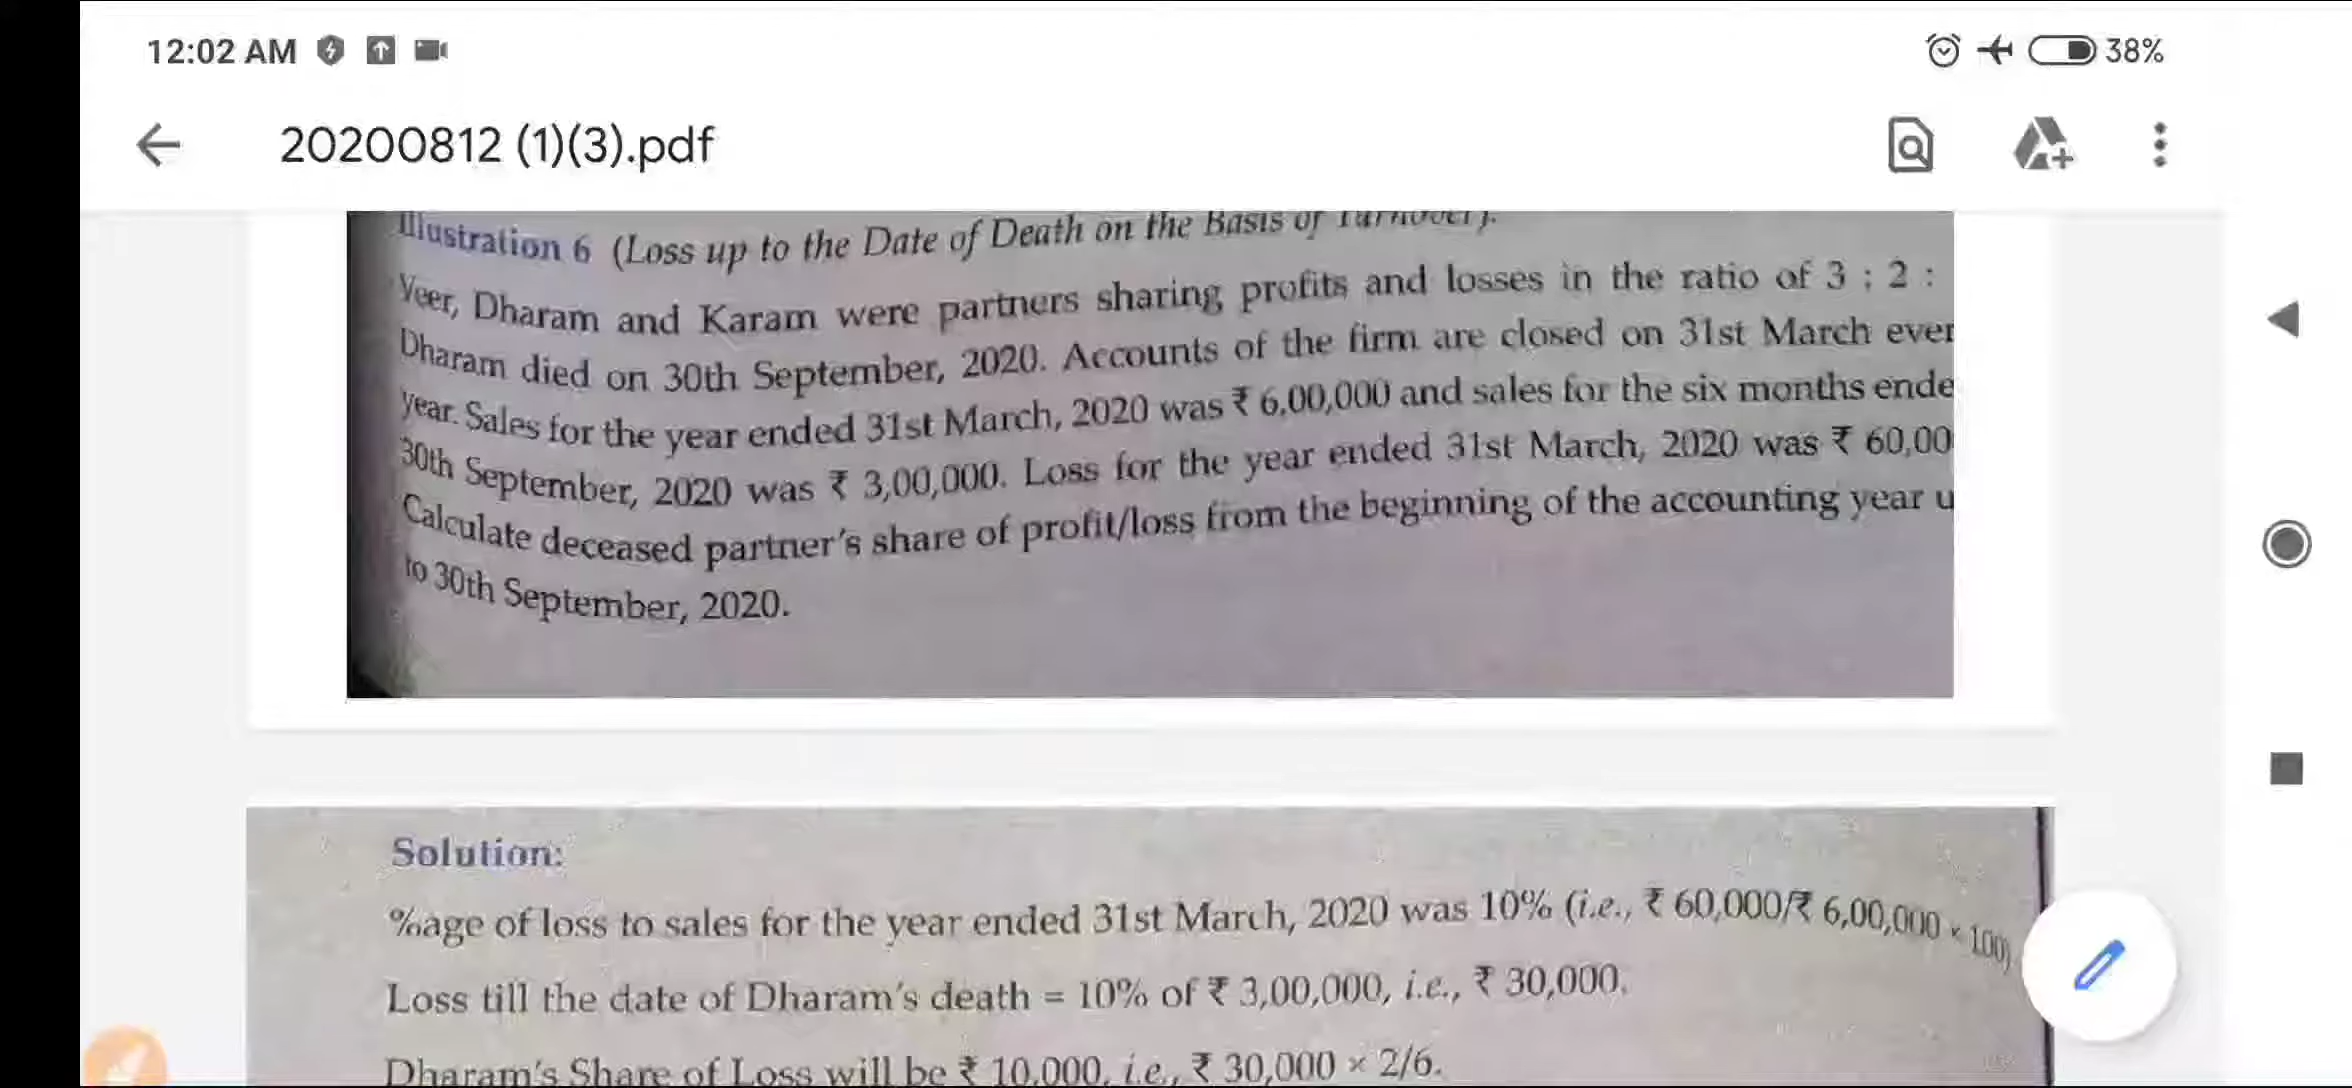 12:02 AM
38%
20200812 (1)(3).pdf
Illustration 6 (Loss up to the Date of Death on the Basis of Turnover).
Veer, Dharam and Karam were partners sharing profits and losses in the ratio of 3 : 2 :
Dharam died on 30th September, 2020. Accounts of the firm are closed on 31st March ever
year. Sales for the year ended 31st March, 2020 was ₹ 6,00,000 and sales for the six months ende
30th September, 2020 was ₹ 3,00,000. Loss for the year ended 31st March, 2020 was ₹ 60,00
Calculate deceased partner's share of profit/loss from the beginning of the accounting year u
to 30th September, 2020.
Solution:
%age of loss to sales for the year ended 31st March, 2020 was 10% (i.e., ₹ 60,000/₹ 6,00,000 × 100)
Loss till the date of Dharam's death = 10% of ₹ 3,00,000, i.e., ₹ 30,000.
Dharam's Share of Loss will be ₹ 10,000, i.e., ₹ 30,000 × 2/6.